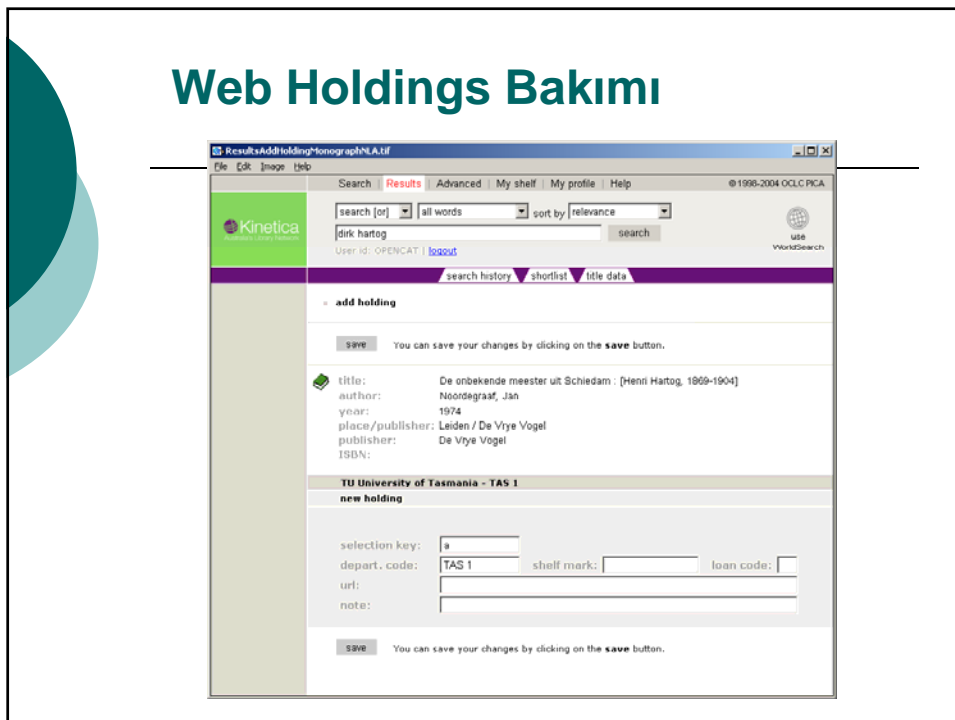 Web Holdings Bakımı
ResultsAddHoldingMonographNLA.tif
File Edit Image Help
Search | Results | Advanced | My shelf | My profile | Help © 1998-2004 OCLC PICA
search [or] all words sort by relevance
Kinetica
Australia's Library Network
dirk hartog search
use
WorldSearch
User id: OPENCAT | logout
search history shortlist title data
add holding
save You can save your changes by clicking on the save button.
title: De onbekende meester uit Schiedam : [Henri Hartog, 1869-1904]
author: Noordegraaf, Jan
year: 1974
place/publisher: Leiden / De Vrye Vogel
publisher: De Vrye Vogel
ISBN:
TU University of Tasmania - TAS 1
new holding
selection key: a
depart. code: TAS 1 shelf mark: loan code:
url:
note:
save You can save your changes by clicking on the save button.